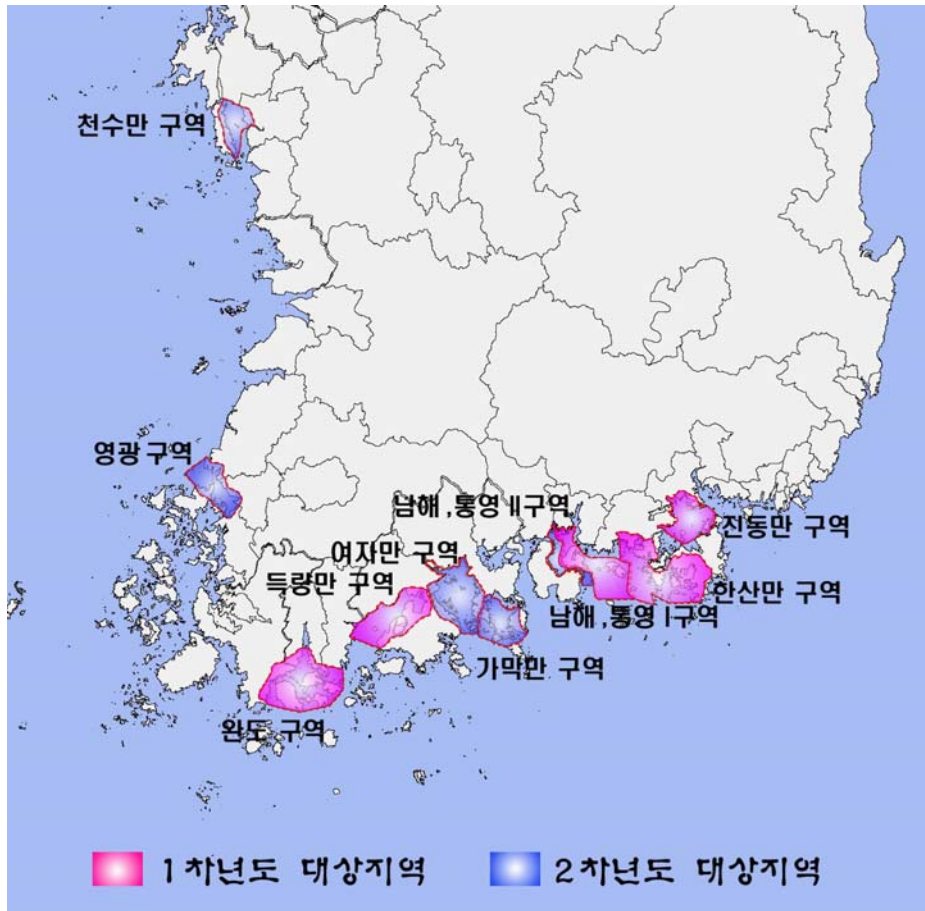 천수만 구역
영광 구역
남해 ,통영 II구역
여자만 구역
득량만 구역
진동만 구역
한산만 구역
남해 ,통영 I구역
가막만 구역
완도 구역
1차년도 대상지역
2차년도 대상지역